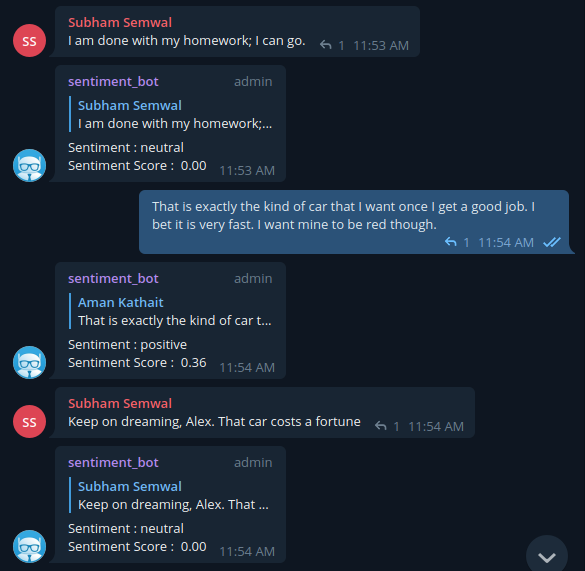 Subham Semwal
SS
I am done with my homework; I can go.
1 11:53 AM
sentiment_bot admin
Subham Semwal
I am done with my homework;...
Sentiment : neutral
Sentiment Score : 0.00
11:53 AM
That is exactly the kind of car that I want once I get a good job. I
bet it is very fast. I want mine to be red though.
1 11:54 AM
sentiment_bot admin
Aman Kathait
That is exactly the kind of car t...
Sentiment : positive
Sentiment Score : 0.36
11:54 AM
Subham Semwal
SS
Keep on dreaming, Alex. That car costs a fortune
1 11:54 AM
sentiment_bot admin
Subham Semwal
Keep on dreaming, Alex. That ...
Sentiment : neutral
Sentiment Score : 0.00
11:54 AM